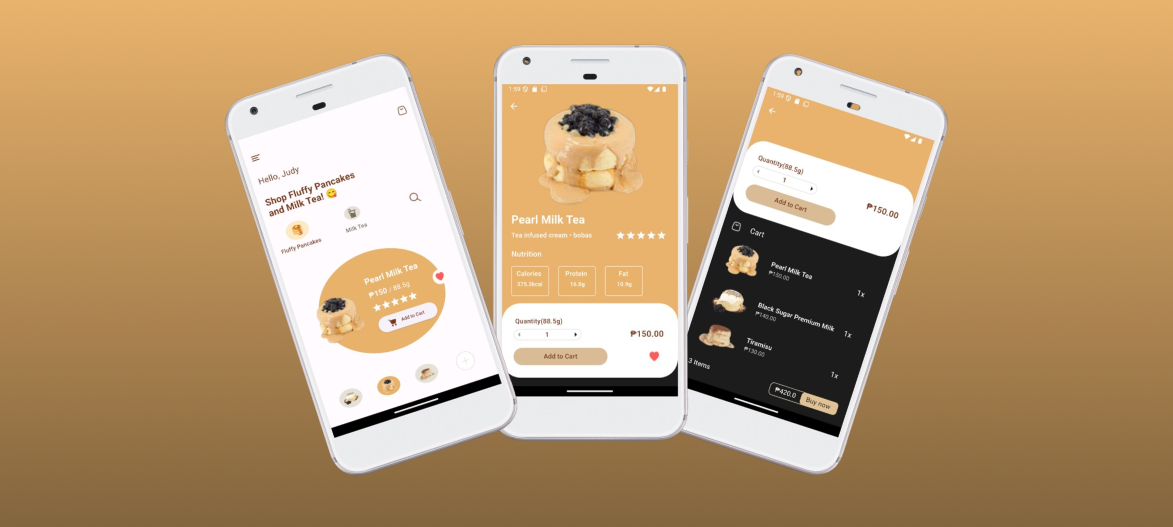 Hello, Judy
Shop Fluffy Pancakes
and Milk Tea!
Fluffy Pancakes
Milk Tea
Pearl Milk Tea
₱150 / 88.5g
Add to Cart
1:59
Pearl Milk Tea
Tea infused cream - bobas
Nutrition
Calories
Protein
Fat
375.3kcal
10.9g
Quantity(88.5g)
1
₱150.00
Add to Cart
1:59
Quantity(88.5g)
1
₱150.00
Add to Cart
Cart
Pearl Milk Tea
₱150.00
1x
Black Sugar Premium Milk
₱140.00
1x
Tiramisu
₱130.00
1x
3 Items
₱420.0
Buy now